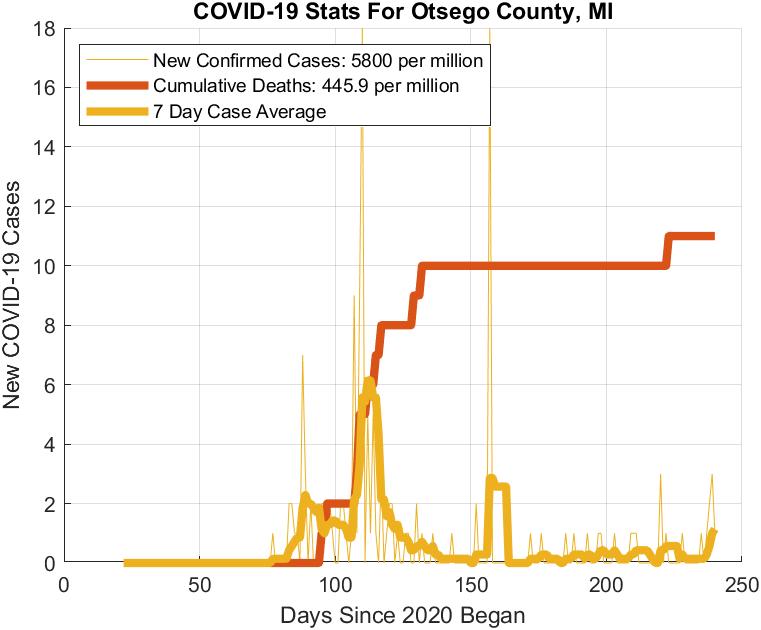 COVID-19 Stats For Otsego County, MI
New Confirmed Cases: 5800 per million
Cumulative Deaths: 445.9 per million
7 Day Case Average
New COVID-19 Cases
18
16
14
12
10
8
6
4
2
0
0 50 100 150 200 250
Days Since 2020 Began